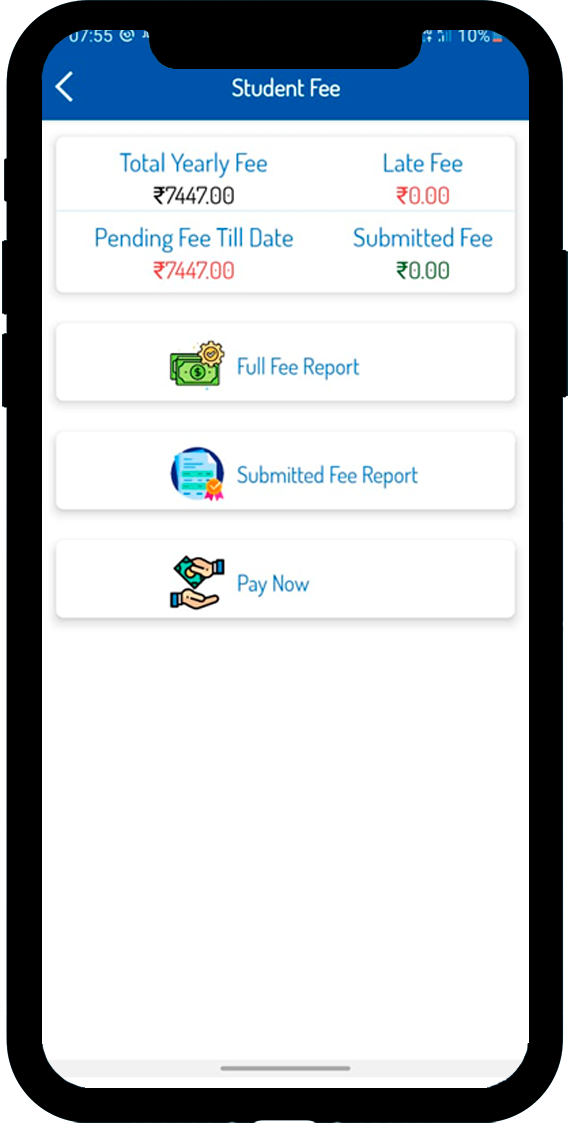 07:55 10%
Student Fee
Total Yearly Fee Late Fee
₹7447.00 ₹0.00
Pending Fee Till Date Submitted Fee
₹7447.00 ₹0.00
Full Fee Report
Submitted Fee Report
Pay Now